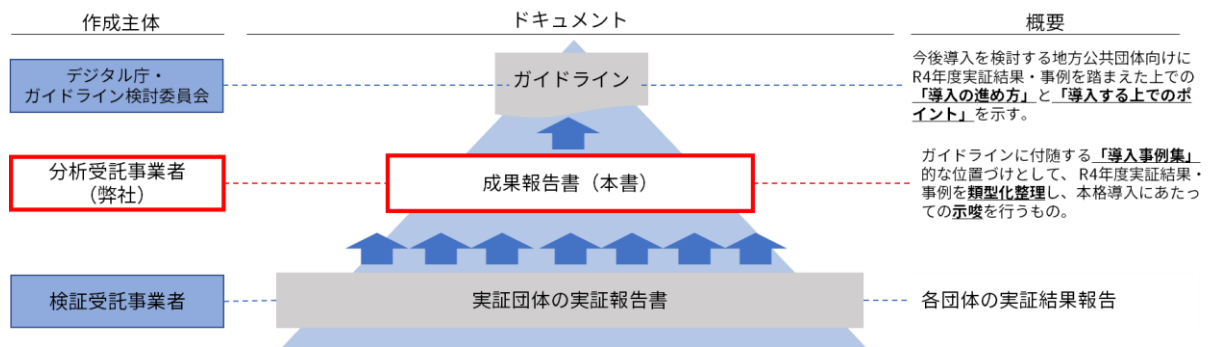 作成主体
ドキュメント
概要
デジタル庁・
ガイドライン検討委員会
ガイドライン
今後導入を検討する地方公共団体向けに
R4年度実証結果・事例を踏まえた上での
「導入の進め方」と「導入する上でのポ
イント」を示す。
分析受託事業者
（弊社）
成果報告書（本書）
ガイドラインに付随する「導入事例集」
的な位置づけとして、R4年度実証結果・
事例を類型化整理し、本格導入にあたっ
ての示唆を行うもの。
検証受託事業者
実証団体の実証報告書
各団体の実証結果報告